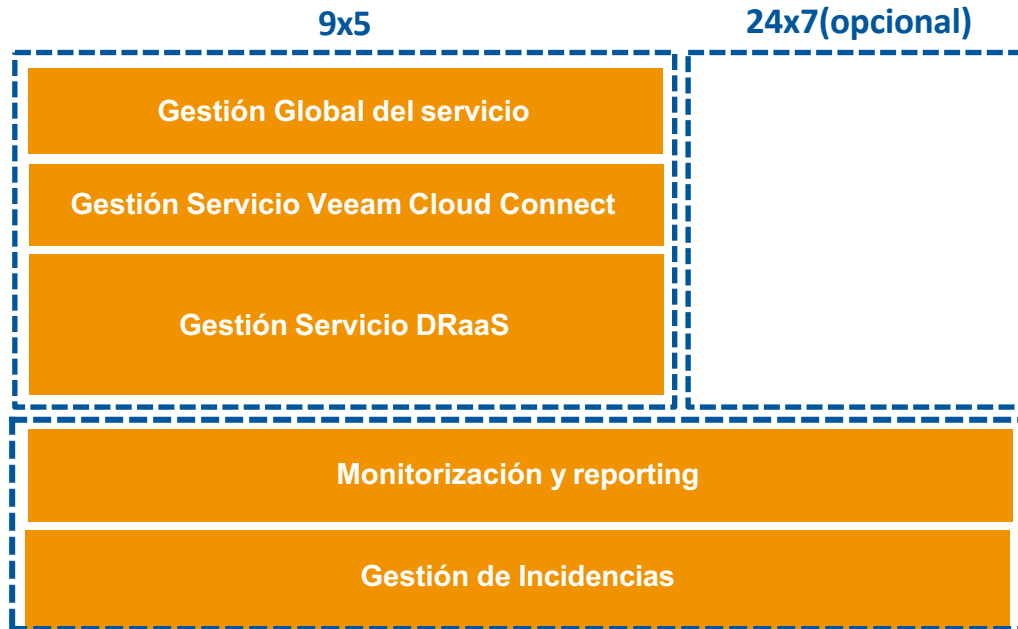 9x5
24x7(opcional)
Gestión Global del servicio
Gestión Servicio Veeam Cloud Connect
Gestión Servicio DRaaS
Monitorización y reporting
Gestión de Incidencias